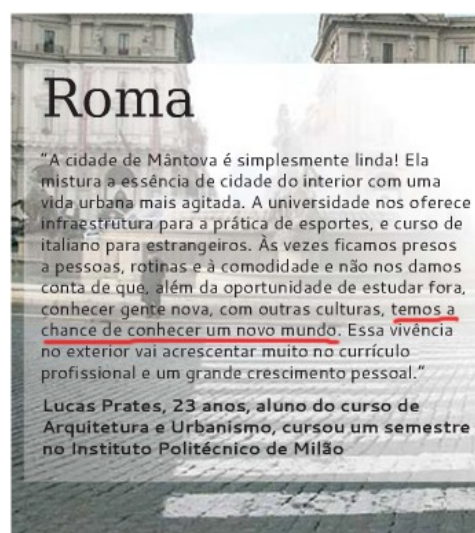 Roma
“A cidade de Mântova é simplesmente linda! Ela
mistura a essência de cidade do interior com uma
vida urbana mais agitada. A universidade nos oferece
infraestrutura para a prática de esportes, e curso de
italiano para estrangeiros. Às vezes ficamos presos
a pessoas, rotinas e à comodidade e não nos damos
conta de que, além da oportunidade de estudar fora,
conhecer gente nova, com outras culturas, temos a
chance de conhecer um novo mundo. Essa vivência
no exterior vai acrescentar muito no currículo
profissional e um grande crescimento pessoal.”
Lucas Prates, 23 anos, aluno do curso de
Arquitetura e Urbanismo, cursou um semestre
no Instituto Politécnico de Milão